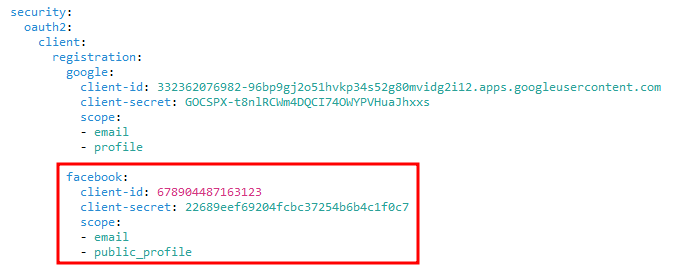 security:
oauth2:
client:
registration:
google:
client-id: 332362076982-96bp9gj2o51hvkp34s52g80mvidg2i12.apps.googleusercontent.com
client-secret: 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
scope:
- email
- profile
facebook:
client-id: 678904487163123
client-secret: 22689eef69204fcbc37254b6b4c1f0c7
scope:
- email
- public_profile